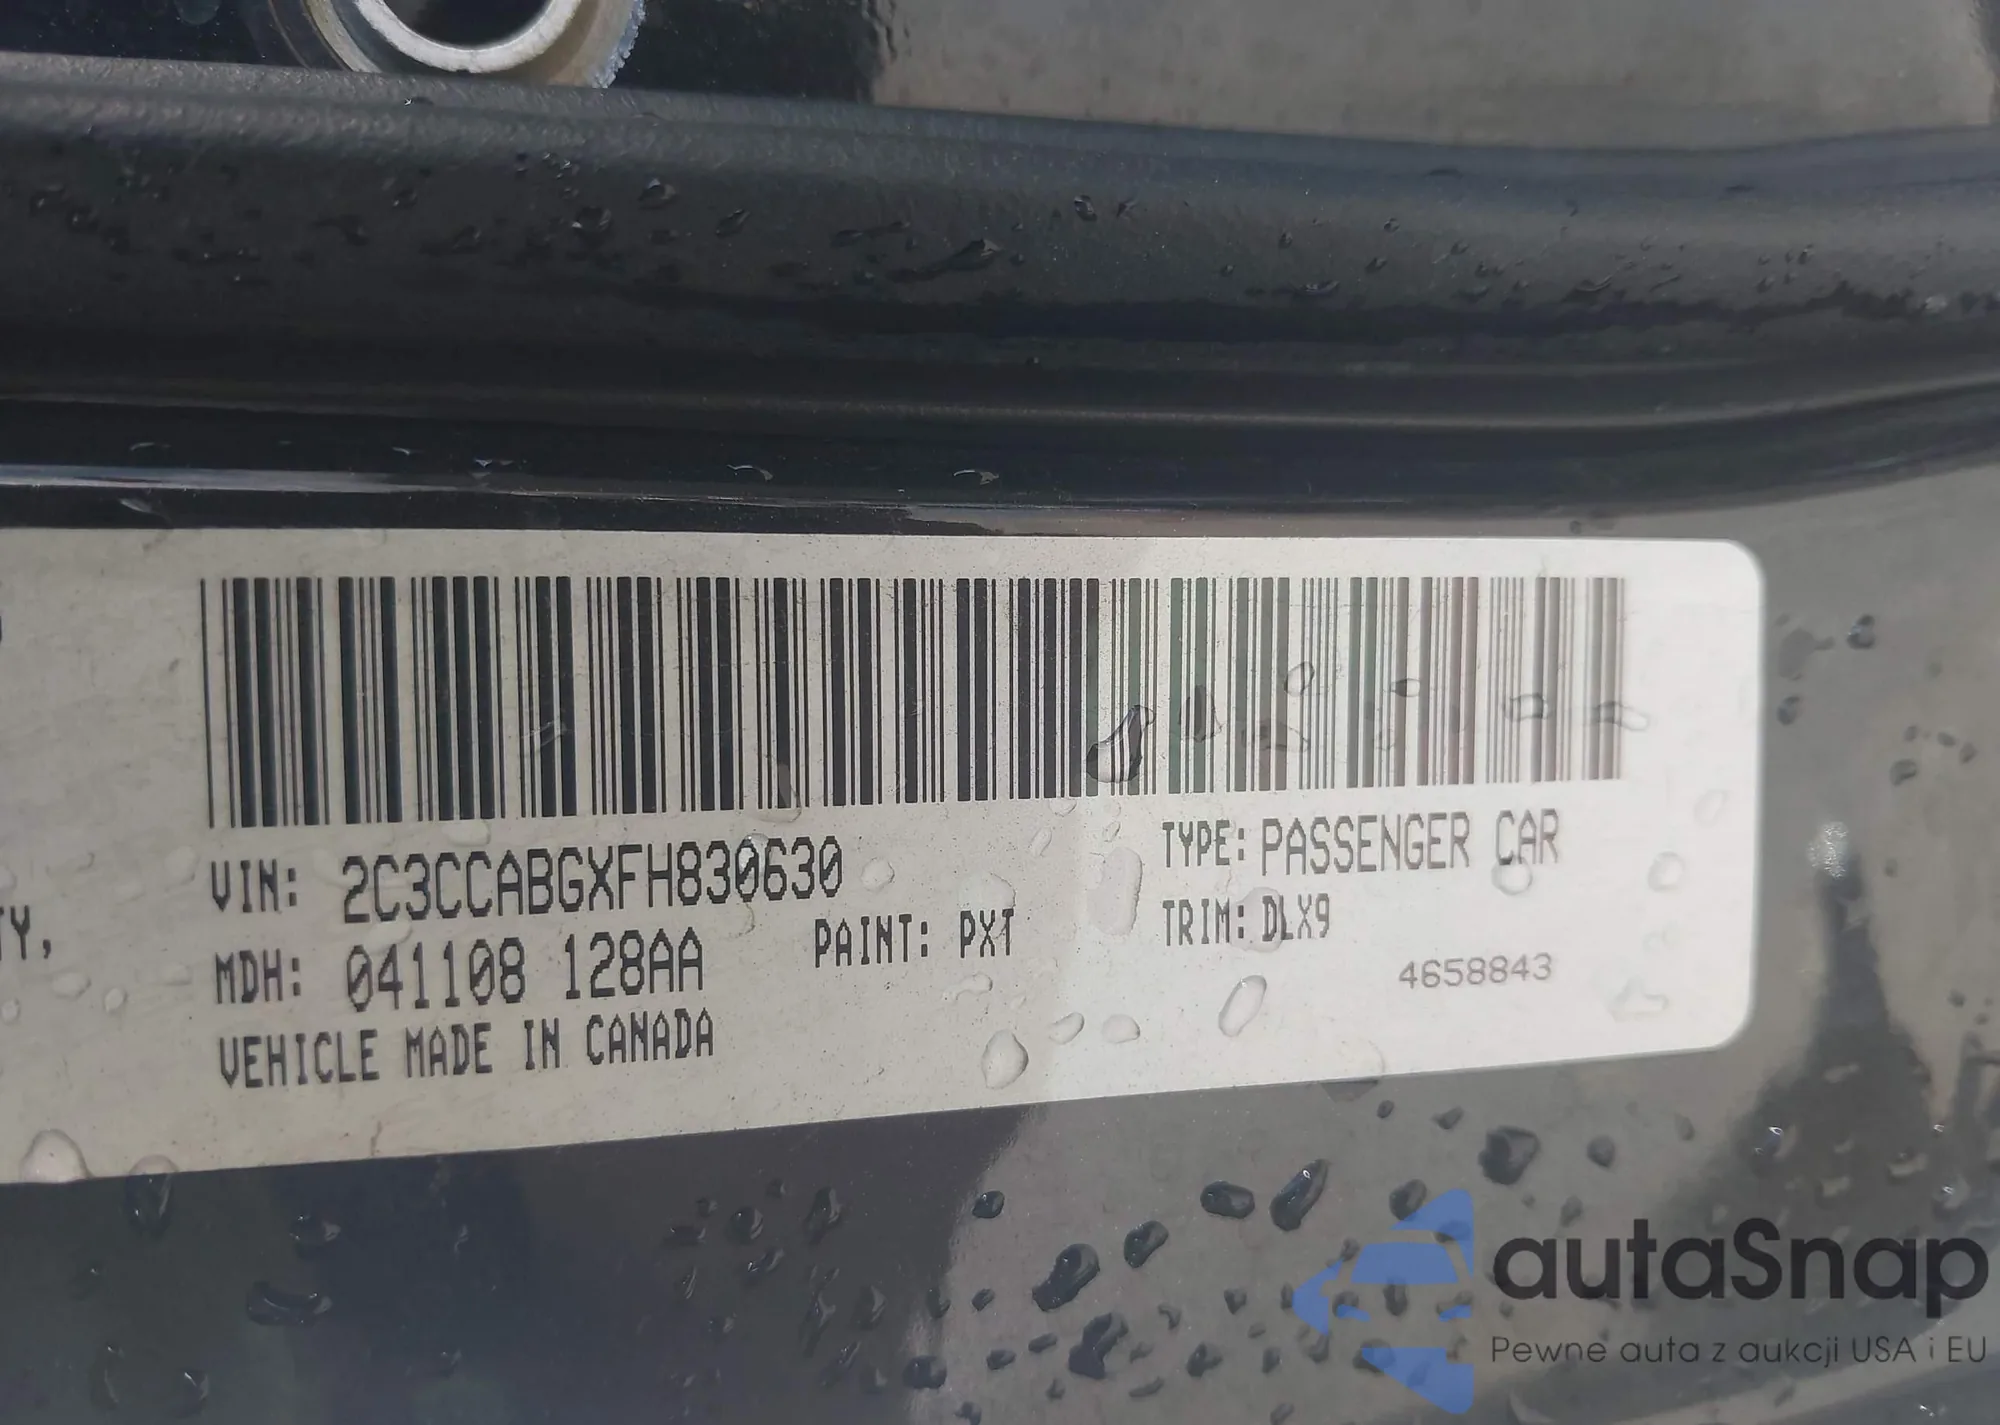 VIN: 2C3CCABGXFH830630
TYPE: PASSENGER CAR
TY,
MDH: 041108 128AA
PAINT: PXT
TRIM: DLX9
4658843
VEHICLE MADE IN CANADA
autaSnap
Pewne auta z aukcji USA i EU